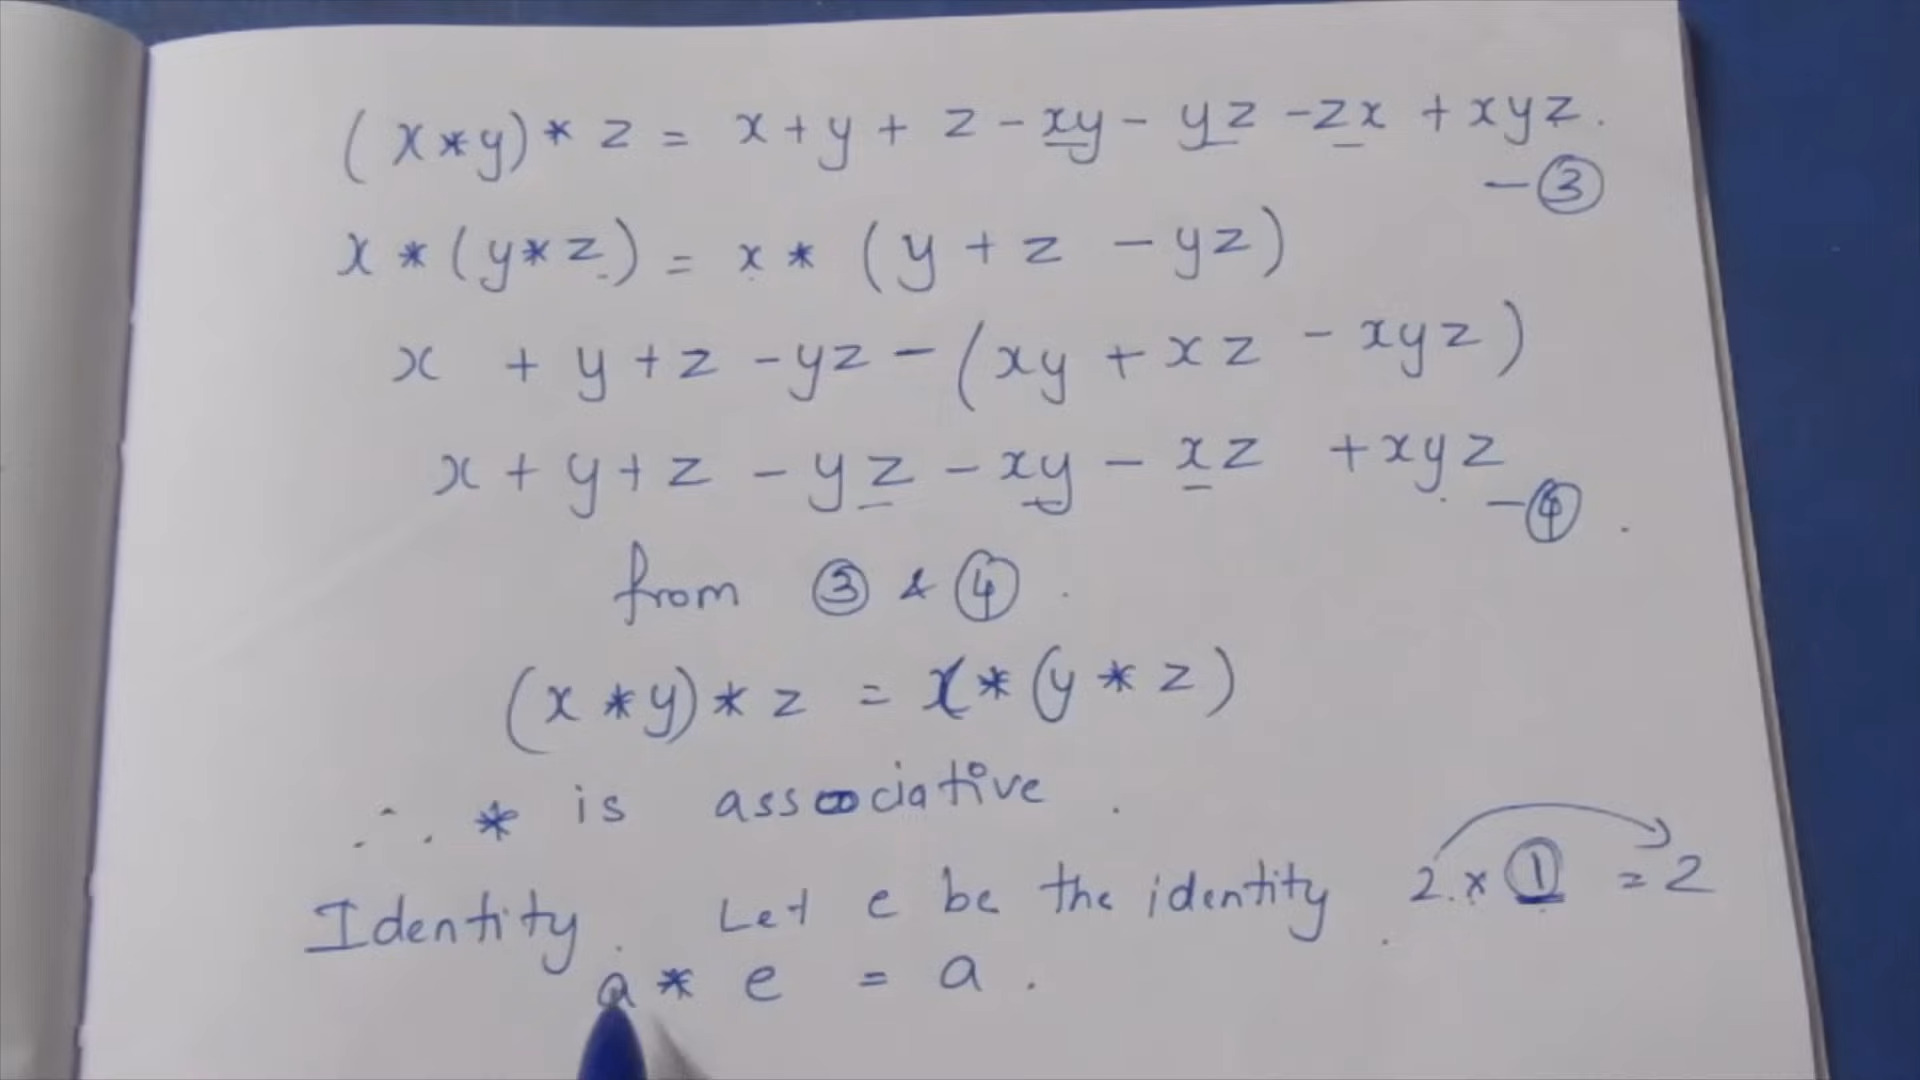 (x*y)*z = x+y+z-xy-yz-zx+xyz.
-③
x*(y*z) = x*(y+z-yz)
x+y+z-yz-(xy+xz-xyz)
x+y+z-yz-xy-xz+xyz
-④
from ③ & ④.
(x*y)*z = x*(y*z)
∴ * is associative.
Identity. Let e be the identity. 2×① = 2
a*e = a.